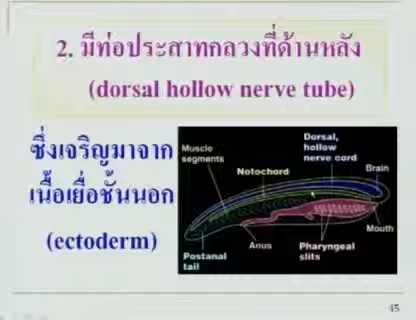 2. มีท่อประสาทกลวงที่ด้านหลัง
(dorsal hollow nerve tube)
ซึ่งเจริญมาจาก
เนื้อเยื่อชั้นนอก
(ectoderm)
Muscle
segments
Notochord
Dorsal,
hollow
nerve cord
Brain
Mouth
Pharyngeal
slits
Anus
Postanal
tail
45